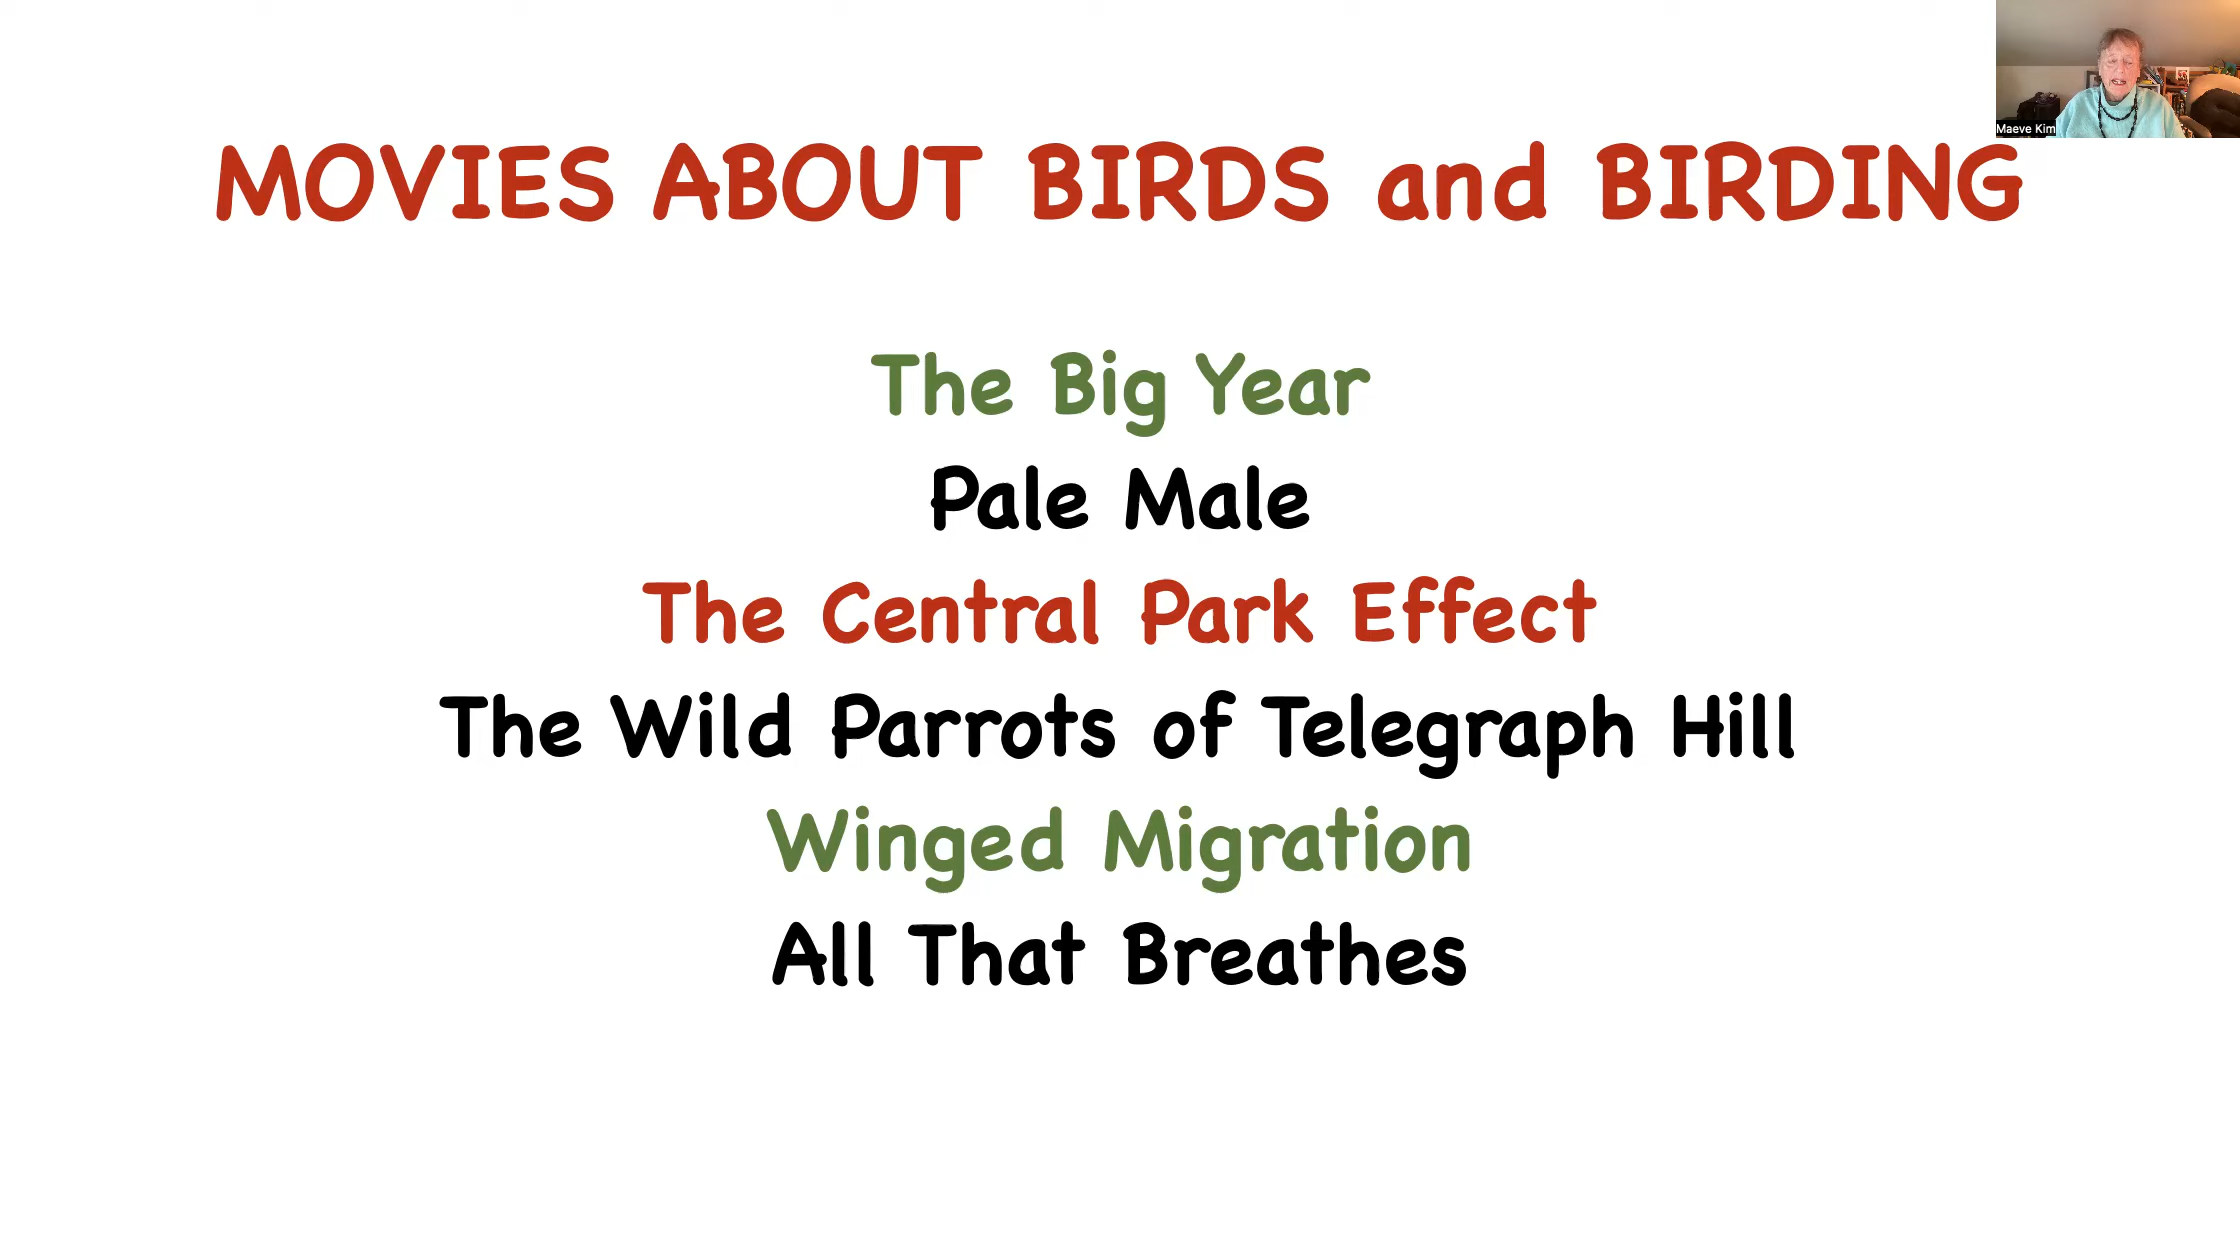 Maeve Kim
MOVIES ABOUT BIRDS and BIRDING
The Big Year
Pale Male
The Central Park Effect
The Wild Parrots of Telegraph Hill
Winged Migration
All That Breathes